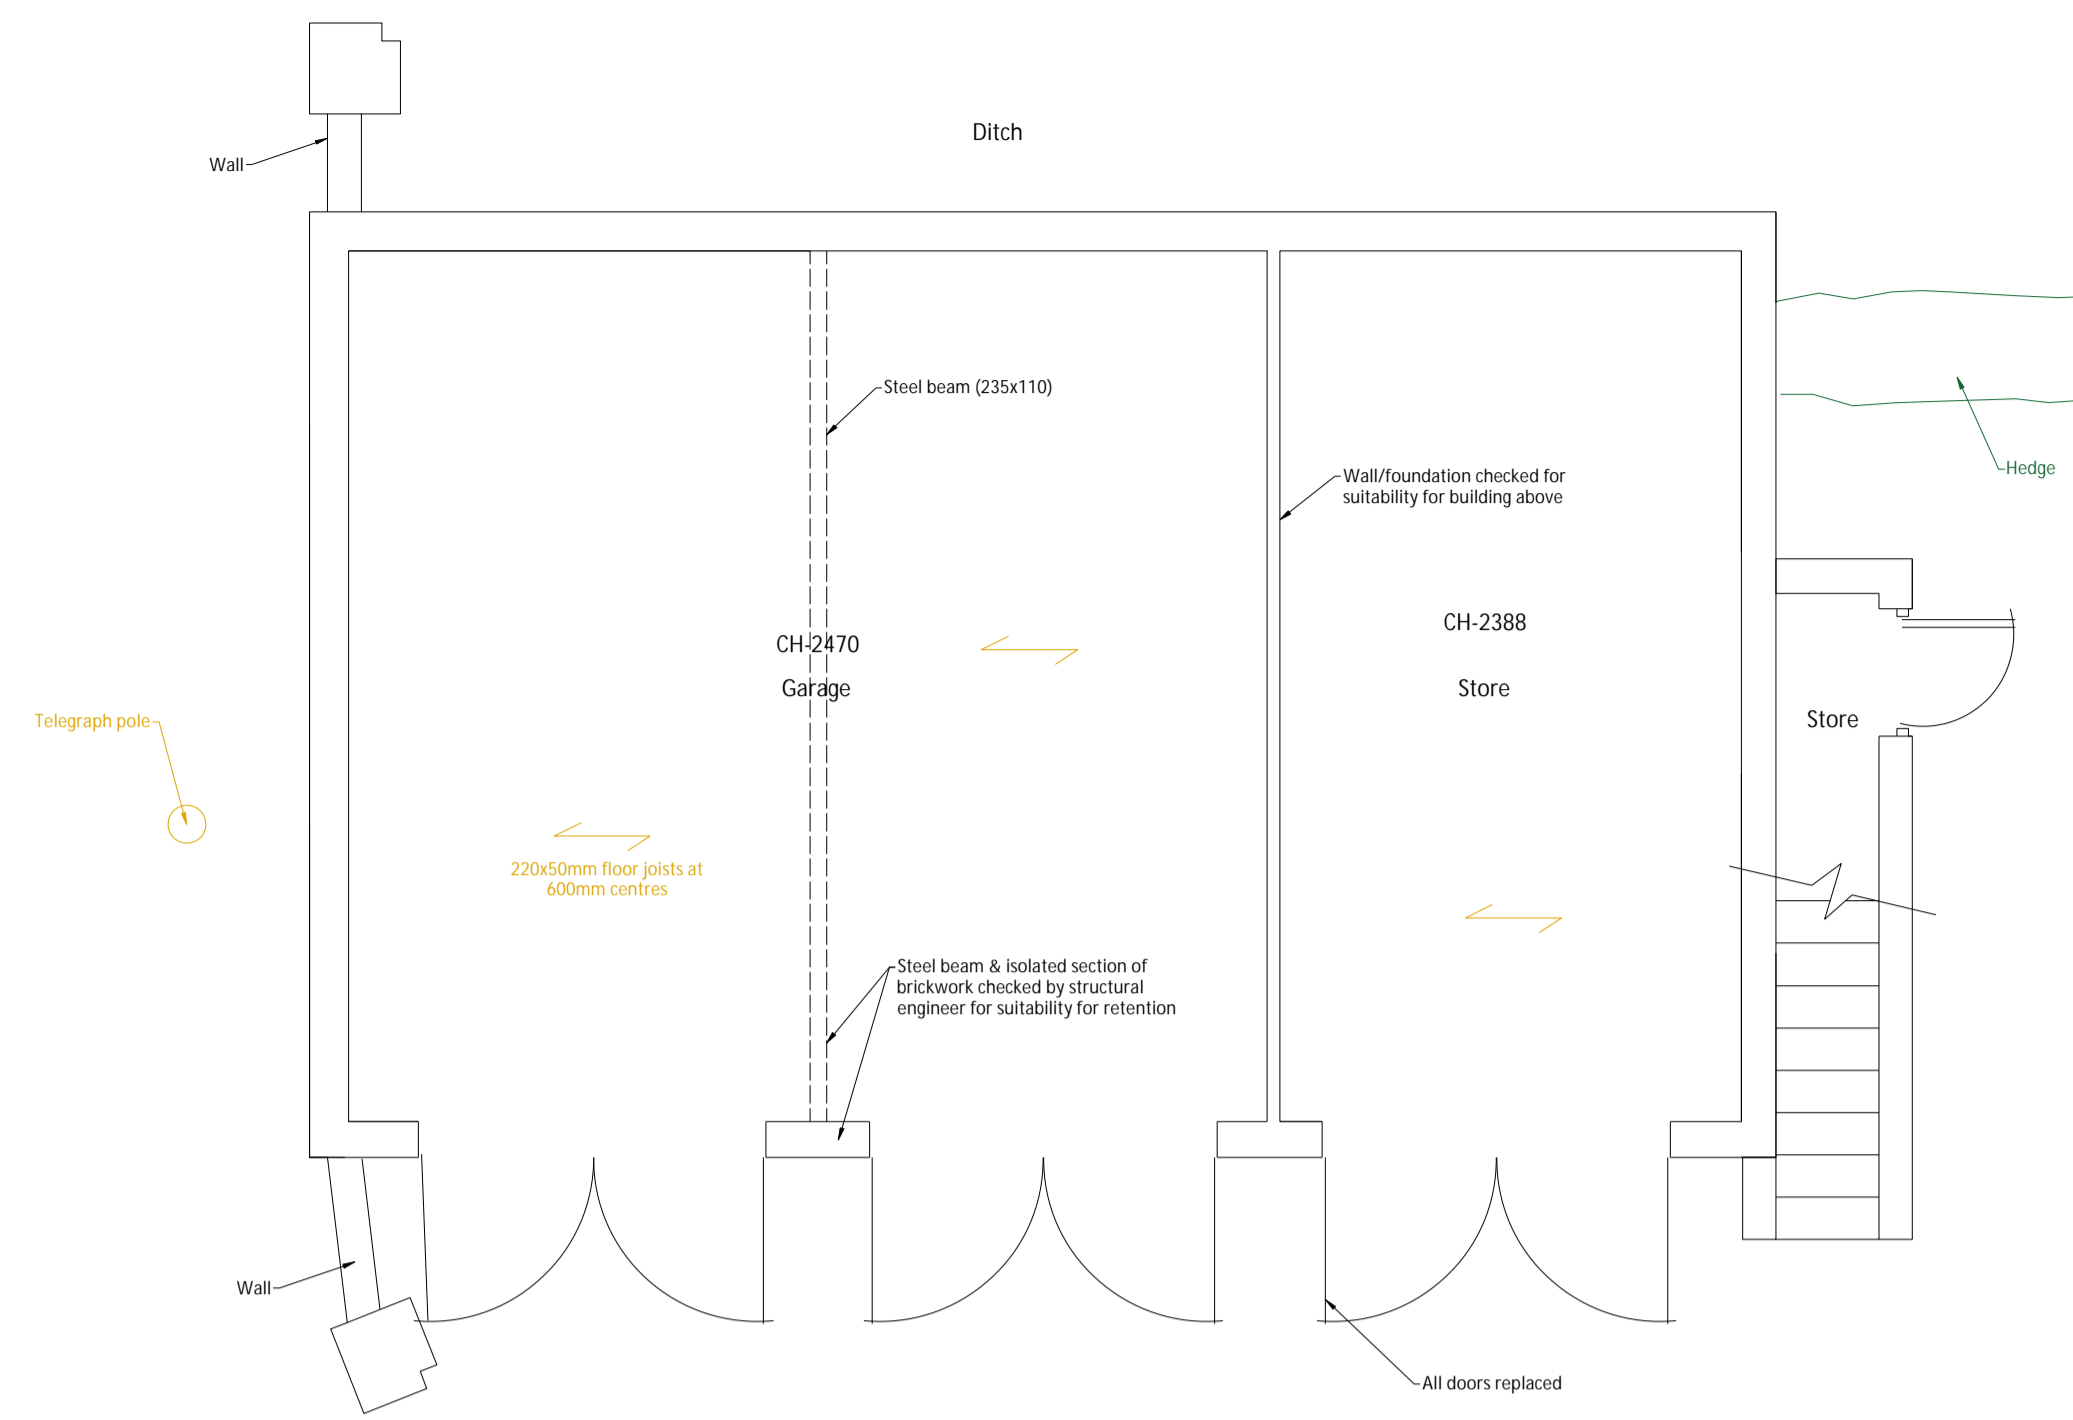 Ditch
Wall
Steel beam (235x110)
Wall/foundation checked for
suitability for building above
Hedge
CH-2470
Garage
CH-2388
Store
Store
Telegraph pole
220x50mm floor joists at
600mm centres
Steel beam & isolated section of
brickwork checked by structural
engineer for suitability for retention
Wall
All doors replaced